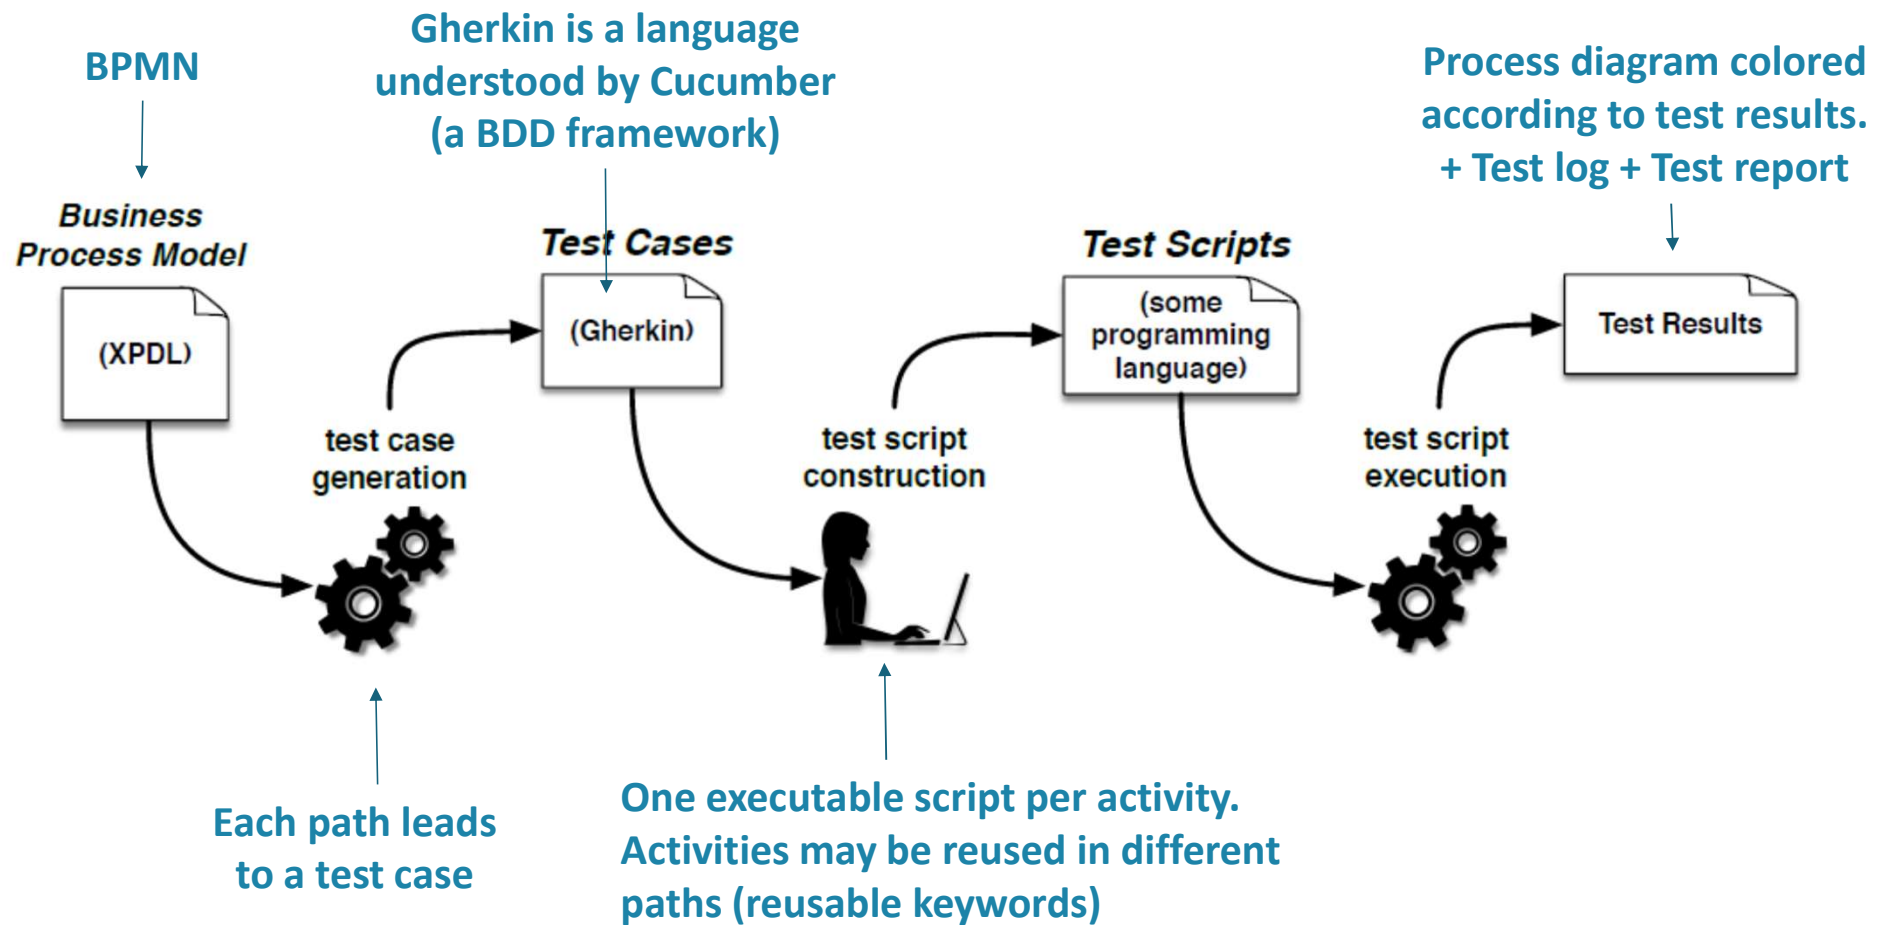 BPMN
Gherkin is a language
understood by Cucumber
(a BDD framework)
Process diagram colored
according to test results.
+ Test log + Test report
Business
Process Model
(XPDL)
test case
generation
Test Cases
(Gherkin)
test script
construction
Test Scripts
(some
programming
language)
test script
execution
Test Results
Each path leads
to a test case
One executable script per activity.
Activities may be reused in different
paths (reusable keywords)